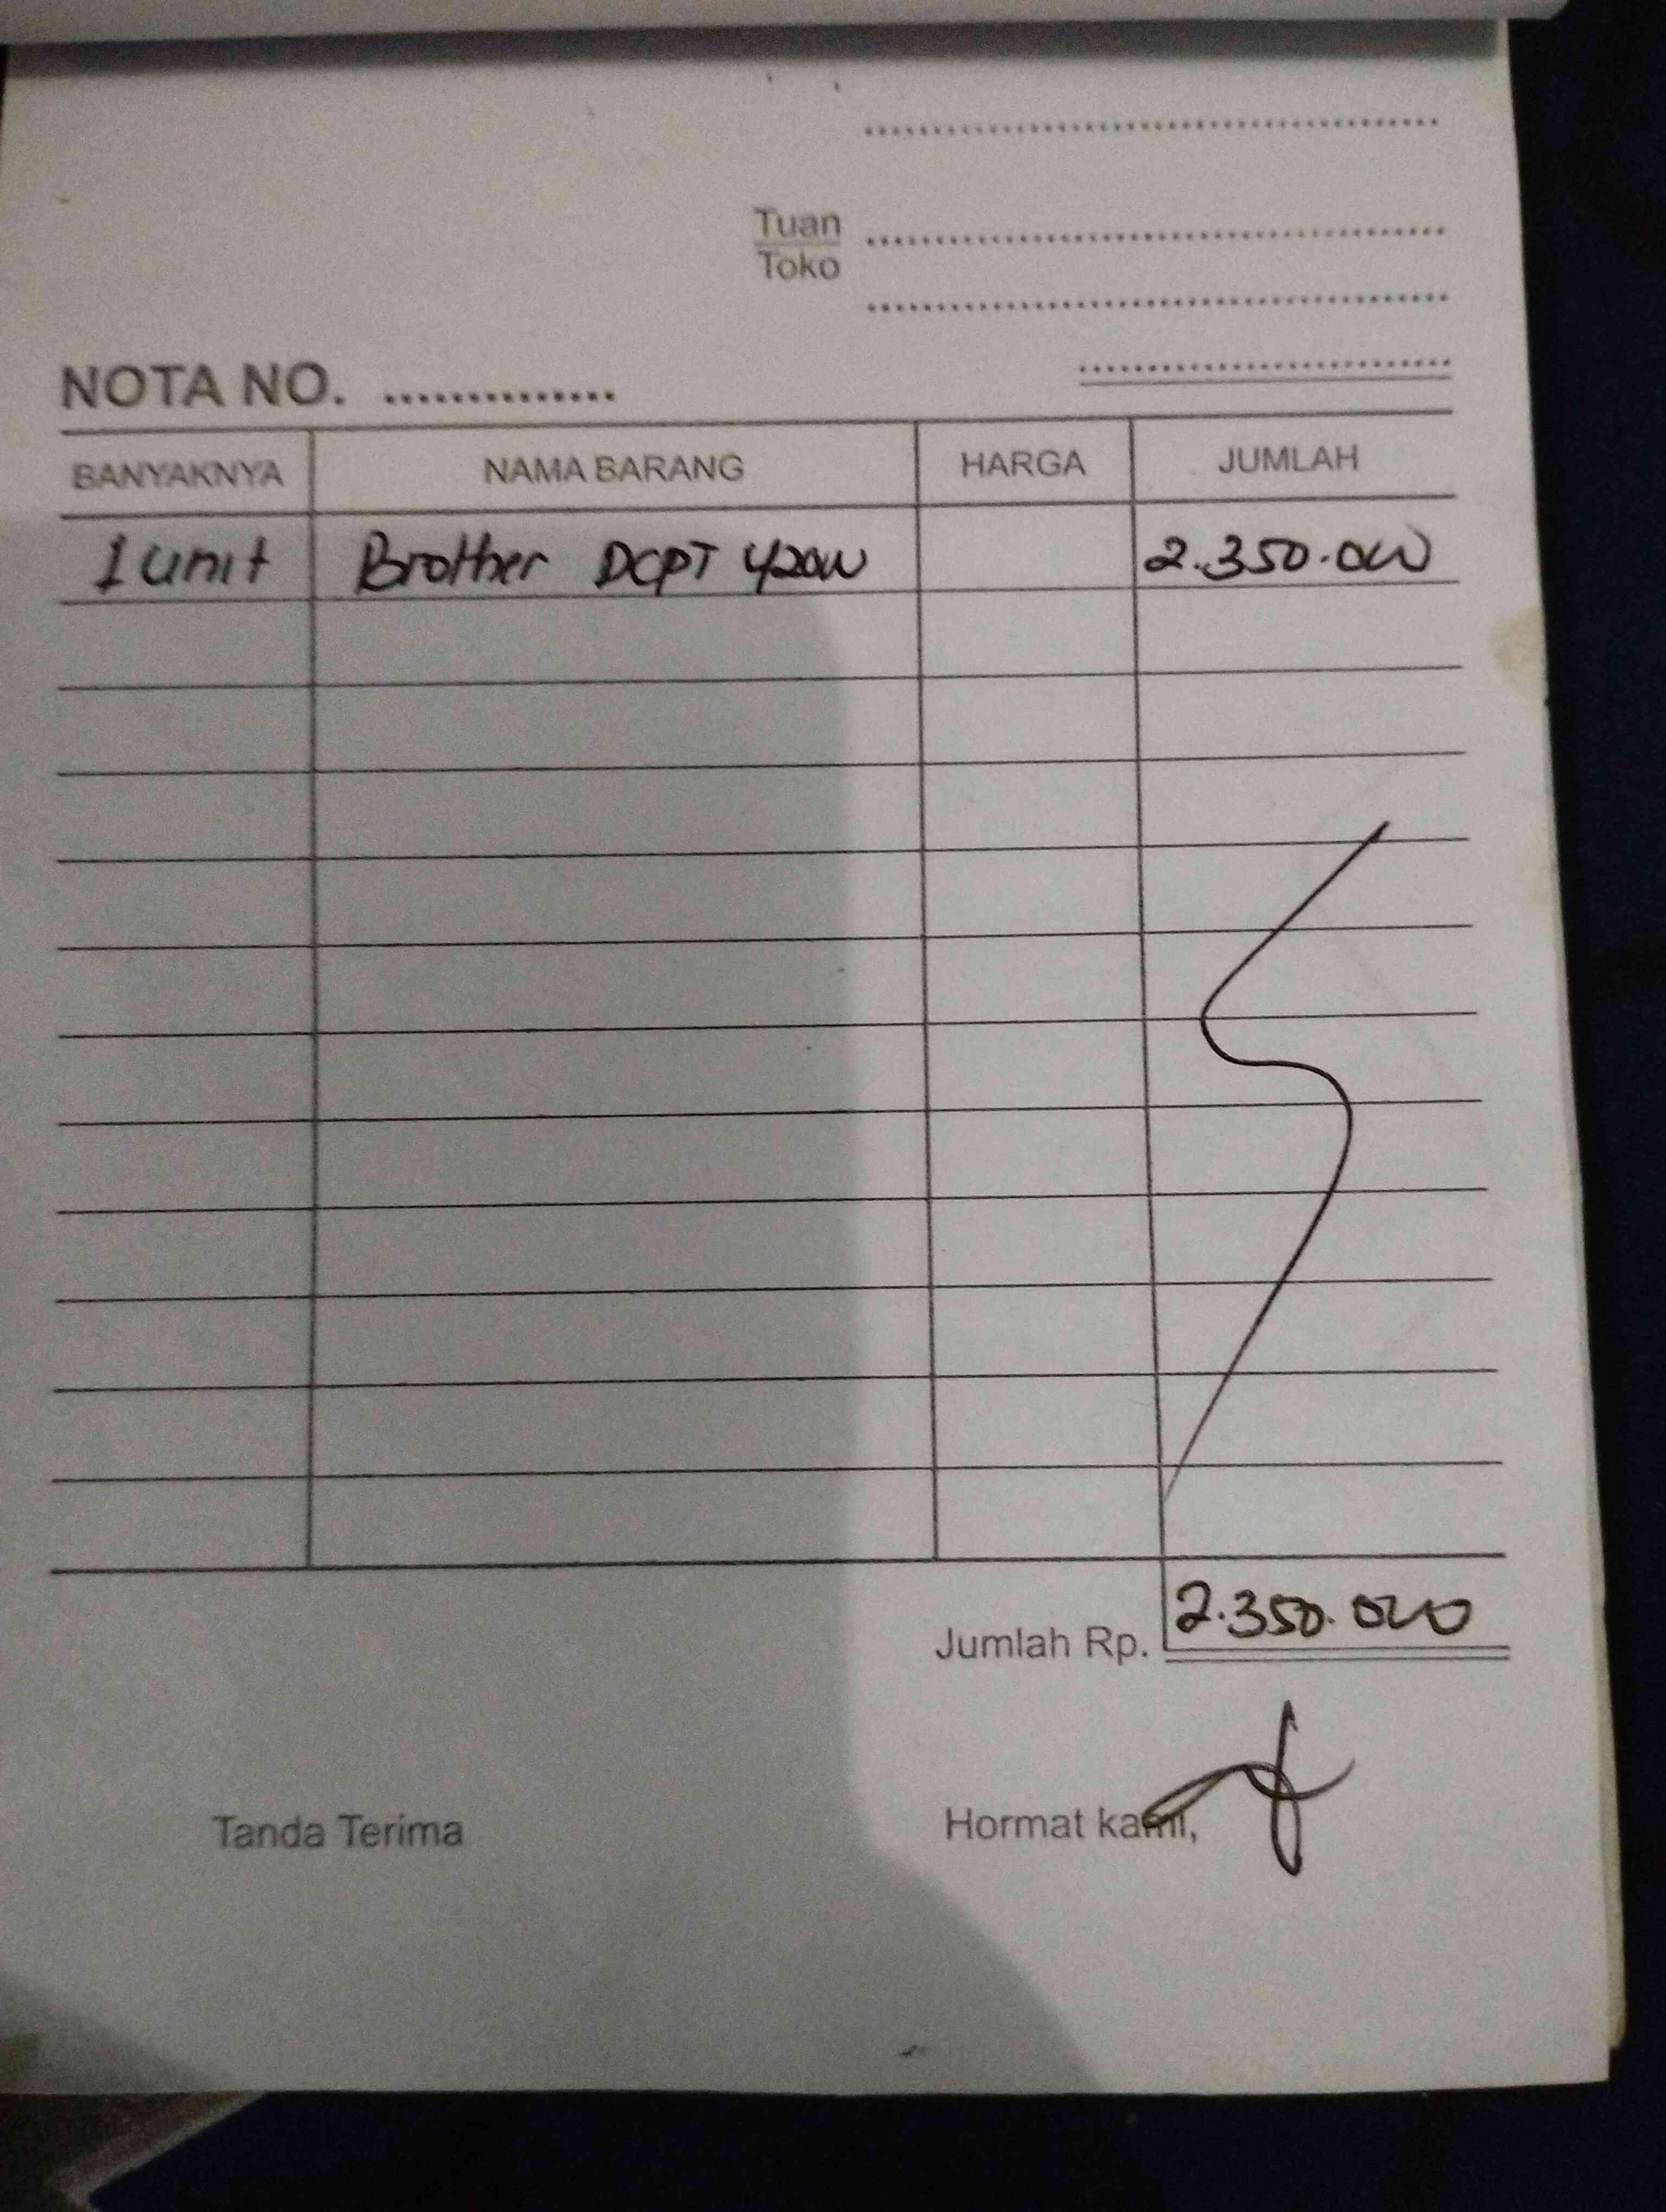 Tuan
Toko
NOTA NO. ..............
BANYAKNYA NAMA BARANG HARGA JUMLAH
1 unit Brother DCPT 420W 2.350.000
Jumlah Rp. 2.350.000
Tanda Terima Hormat kami,